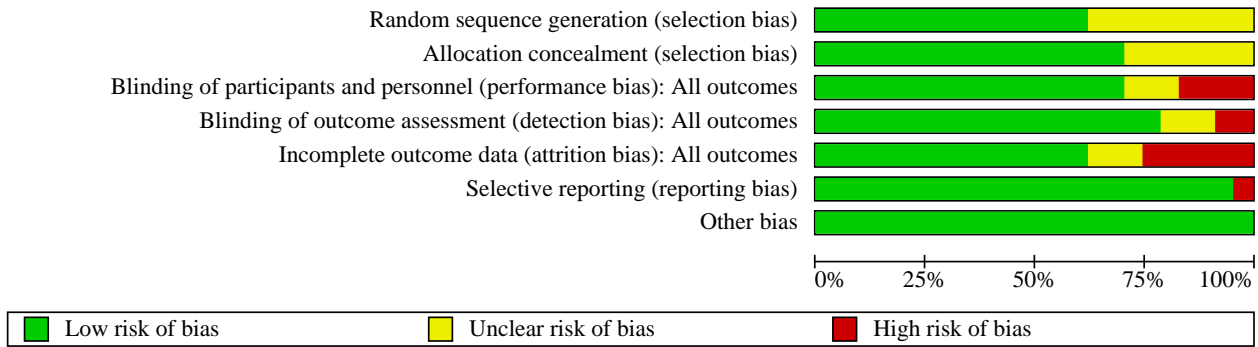 Random sequence generation (selection bias)
Allocation concealment (selection bias)
Blinding of participants and personnel (performance bias): All outcomes
Blinding of outcome assessment (detection bias): All outcomes
Incomplete outcome data (attrition bias): All outcomes
Selective reporting (reporting bias)
Other bias
0% 25% 50% 75% 100%
Low risk of bias Unclear risk of bias High risk of bias